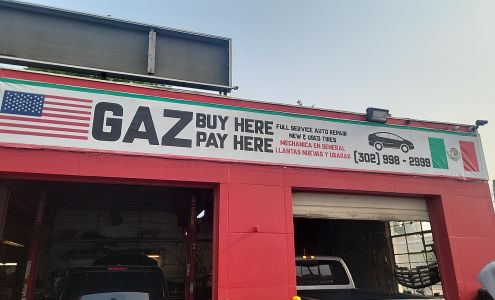 GAZ
BUY HERE
PAY HERE
FULL SERVICE AUTO REPAIR
NEW & USED TIRES
MECHANICA EN GENERAL
LLANTAS NUEVAS Y USADAS
(302) 998 - 2999